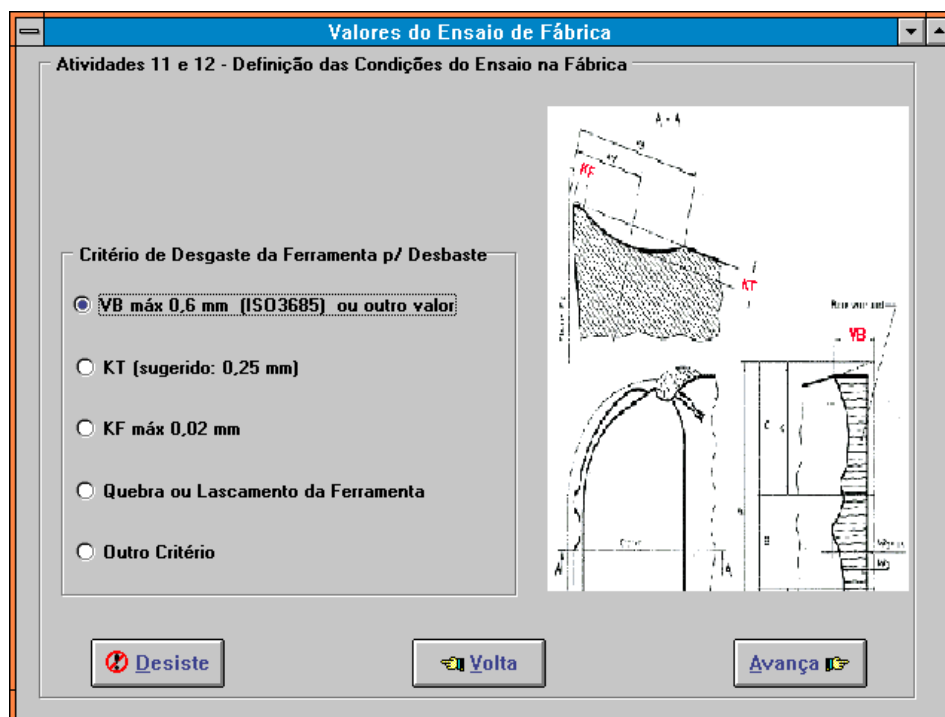 Valores do Ensaio de Fábrica
Atividades 11 e 12 - Definição das Condições do Ensaio na Fábrica
A - A
KF
KT
VB
Critério de Desgaste da Ferramenta p/ Desbaste
VB máx 0,6 mm (ISO3685) ou outro valor
KT (sugerido: 0,25 mm)
KF máx 0,02 mm
Quebra ou Lascamento da Ferramenta
Outro Critério
A
A
Desiste
Volta
Avança